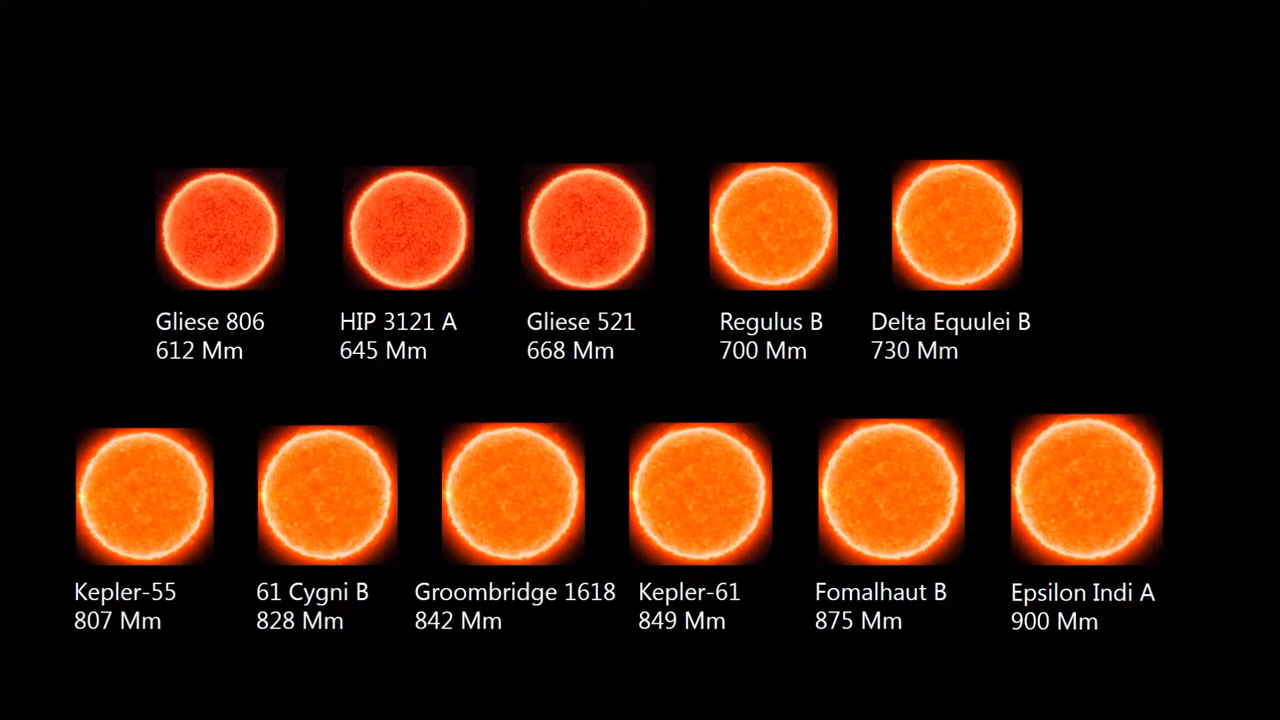 Gliese 806
612 Mm
HIP 3121 A
645 Mm
Gliese 521
668 Mm
Regulus B
700 Mm
Delta Equulei B
730 Mm
Kepler-55
807 Mm
61 Cygni B
828 Mm
Groombridge 1618
842 Mm
Kepler-61
849 Mm
Fomalhaut B
875 Mm
Epsilon Indi A
900 Mm